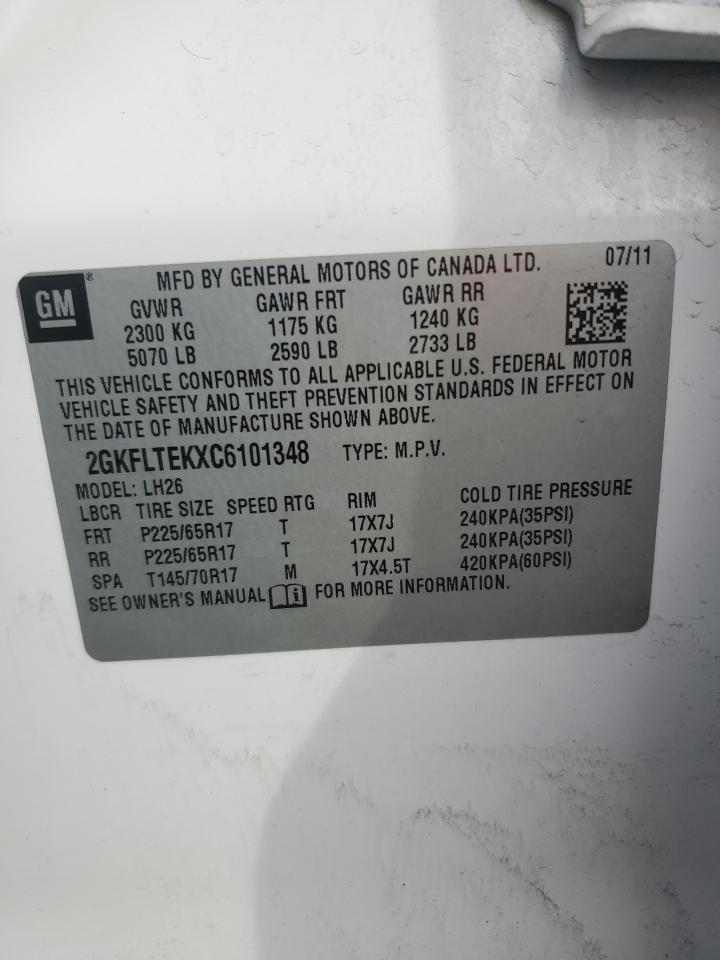 GM ® MFD BY GENERAL MOTORS OF CANADA LTD. 07/11
GVWR GAWR FRT GAWR RR
2300 KG 1175 KG 1240 KG
5070 LB 2590 LB 2733 LB
THIS VEHICLE CONFORMS TO ALL APPLICABLE U.S. FEDERAL MOTOR
VEHICLE SAFETY AND THEFT PREVENTION STANDARDS IN EFFECT ON
THE DATE OF MANUFACTURE SHOWN ABOVE.
2GKFLTEKXC6101348 TYPE: M.P.V.
MODEL: LH26
LBCR TIRE SIZE SPEED RTG RIM COLD TIRE PRESSURE
FRT P225/65R17 T 17X7J 240KPA(35PSI)
RR P225/65R17 T 17X7J 240KPA(35PSI)
SPA T145/70R17 M 17X4.5T 420KPA(60PSI)
SEE OWNER'S MANUAL i FOR MORE INFORMATION.